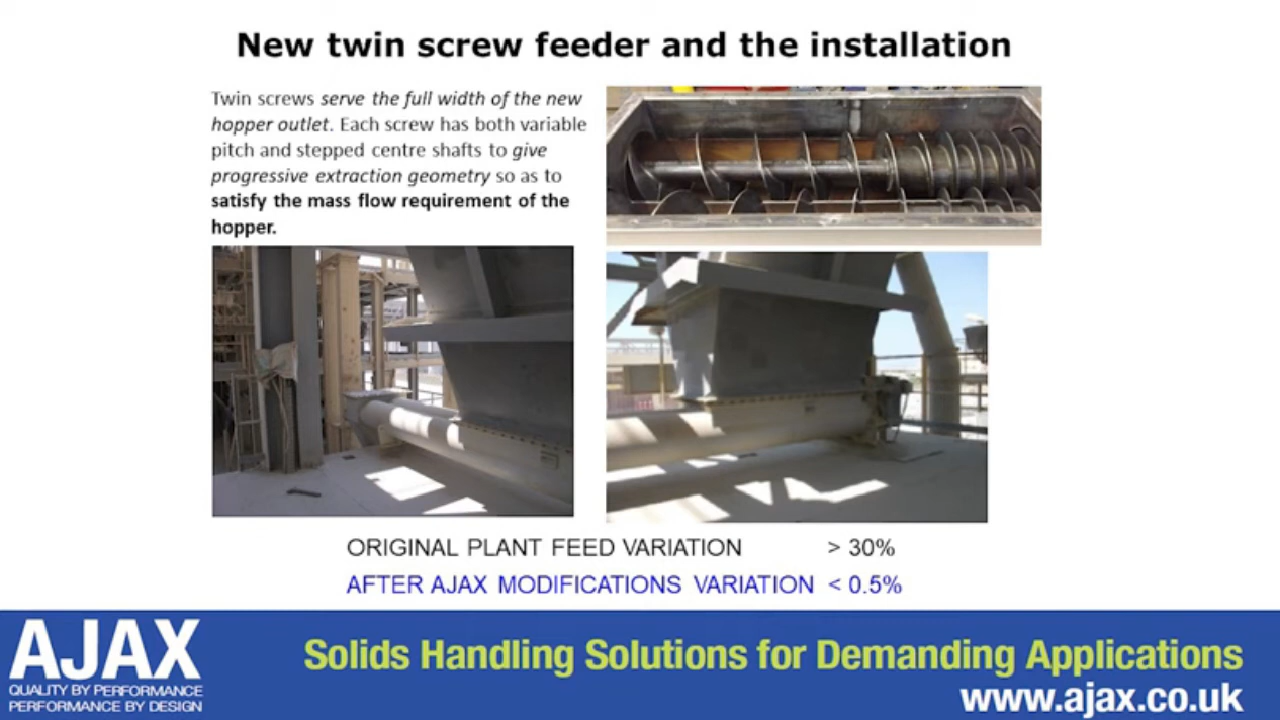 New twin screw feeder and the installation
Twin screws serve the full width of the new
hopper outlet. Each screw has both variable
pitch and stepped centre shafts to give
progressive extraction geometry so as to
satisfy the mass flow requirement of the
hopper.
ORIGINAL PLANT FEED VARIATION > 30%
AFTER AJAX MODIFICATIONS VARIATION < 0.5%
AJAX
QUALITY BY PERFORMANCE
PERFORMANCE BY DESIGN
Solids Handling Solutions for Demanding Applications
www.ajax.co.uk